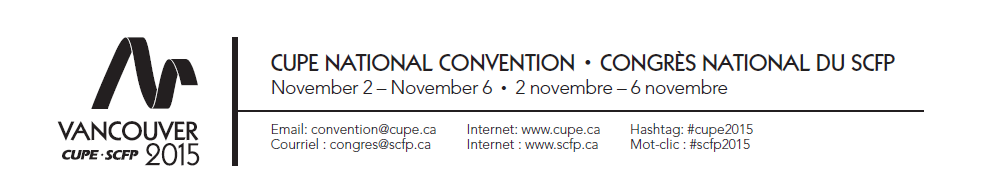 VANCOUVER
CUPE · SCFP 2015
CUPE NATIONAL CONVENTION • CONGRÈS NATIONAL DU SCFP
November 2 – November 6 • 2 novembre – 6 novembre
Email: convention@cupe.ca Internet: www.cupe.ca Hashtag: #cupe2015
Courriel : congres@scfp.ca Internet : www.scfp.ca Mot-clic : #scfp2015